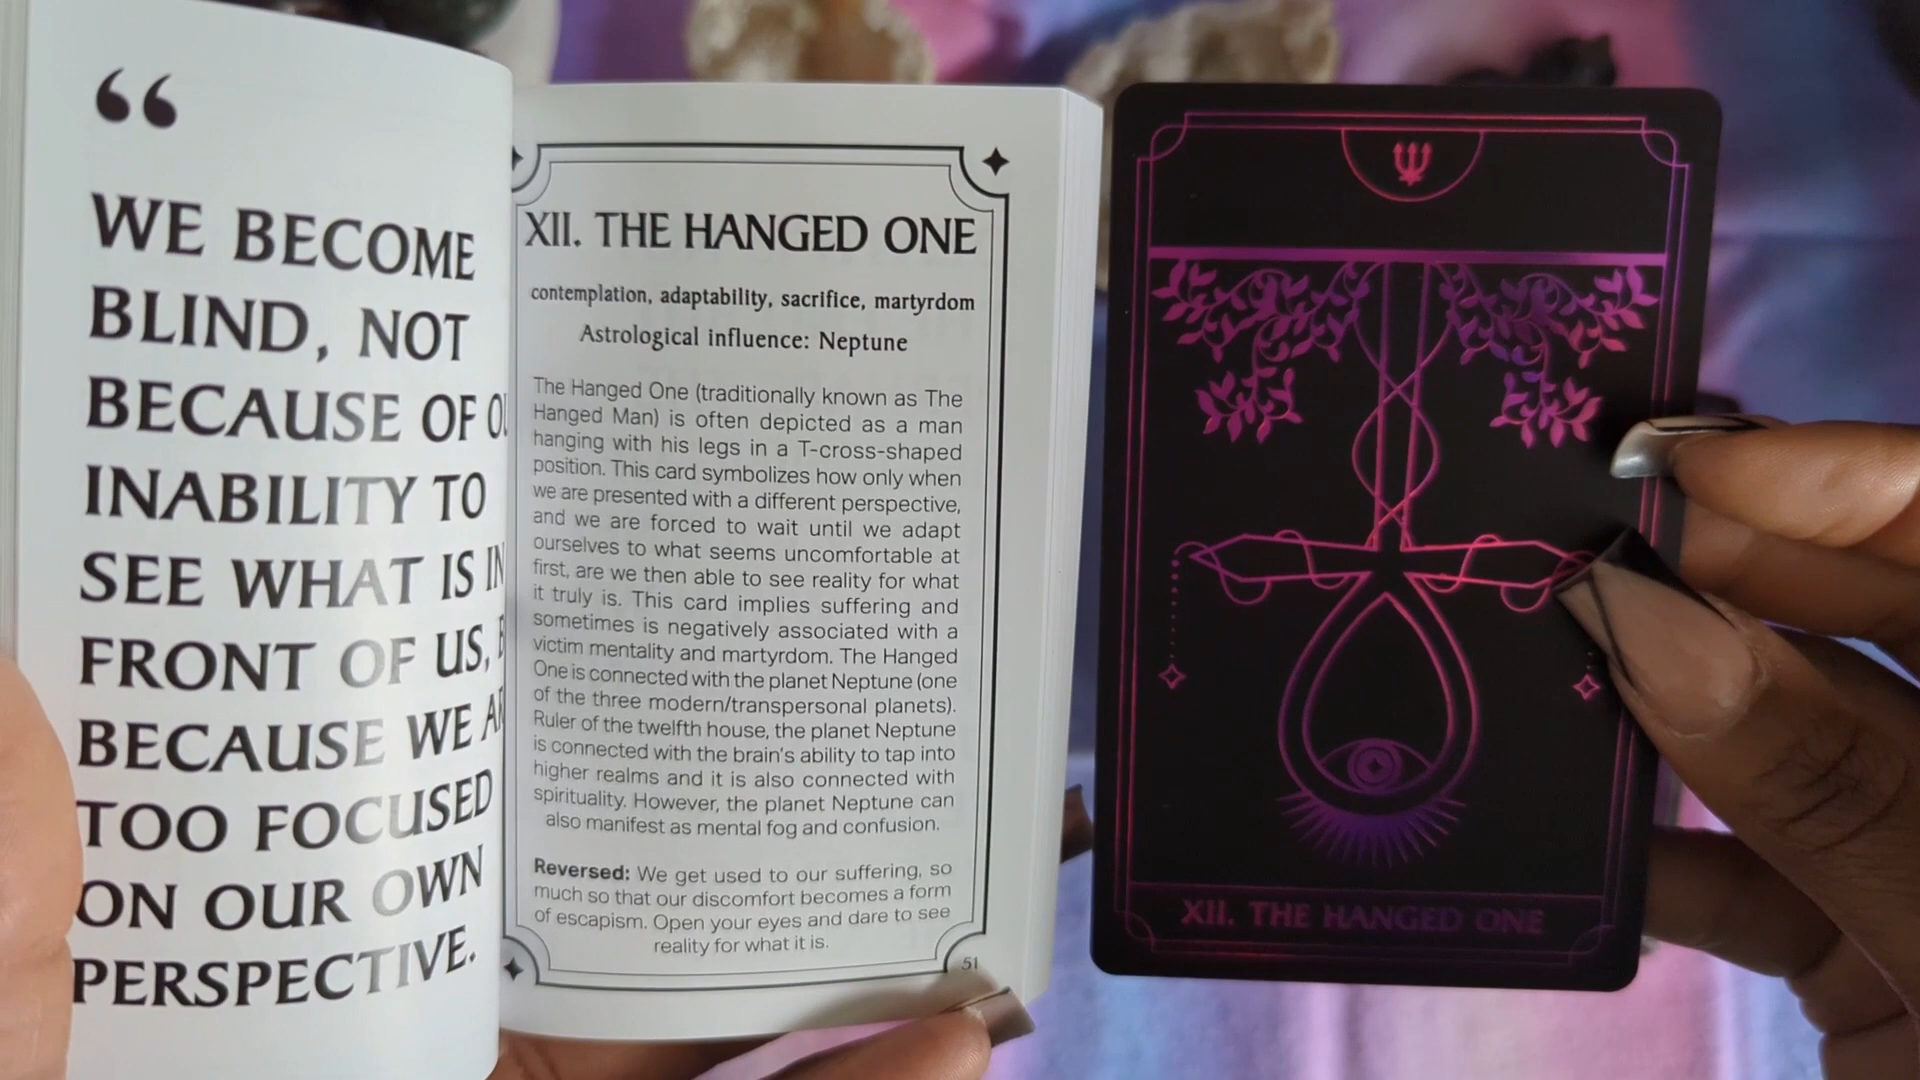 “
WE BECOME
BLIND, NOT
BECAUSE OF
INABILITY TO
SEE WHAT IS
FRONT OF US,
BECAUSE WE
TOO FOCUSED
ON OUR OWN
PERSPECTIVE.
XII. THE HANGED ONE
contemplation, adaptability, sacrifice, martyrdom
Astrological influence: Neptune
The Hanged One (traditionally known as The
Hanged Man) is often depicted as a man
hanging with his legs in a T-cross-shaped
position. This card symbolizes how only when
we are presented with a different perspective,
and we are forced to wait until we adapt
ourselves to what seems uncomfortable at
first, are we then able to see reality for what
it truly is. This card implies suffering and
sometimes is negatively associated with a
victim mentality and martyrdom. The Hanged
One is connected with the planet Neptune (one
of the three modern/transpersonal planets).
Ruler of the twelfth house, the planet Neptune
is connected with the brain's ability to tap into
higher realms and it is also connected with
spirituality. However, the planet Neptune can
also manifest as mental fog and confusion.
Reversed: We get used to our suffering, so
much so that our discomfort becomes a form
of escapism. Open your eyes and dare to see
reality for what it is.
51
XII. THE HANGED ONE